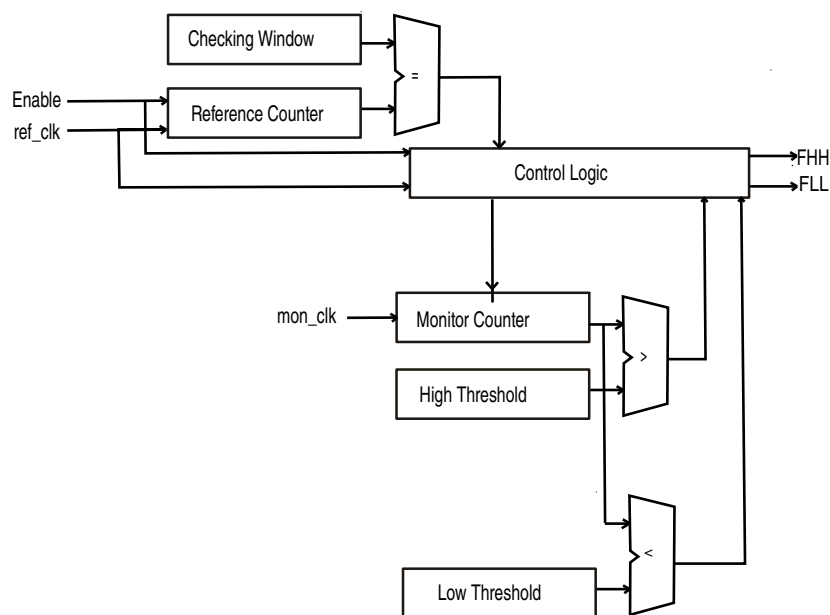 Checking Window
=
Enable
Reference Counter
ref_clk
Control Logic
FHH
FLL
mon_clk
Monitor Counter
>
High Threshold
<
Low Threshold